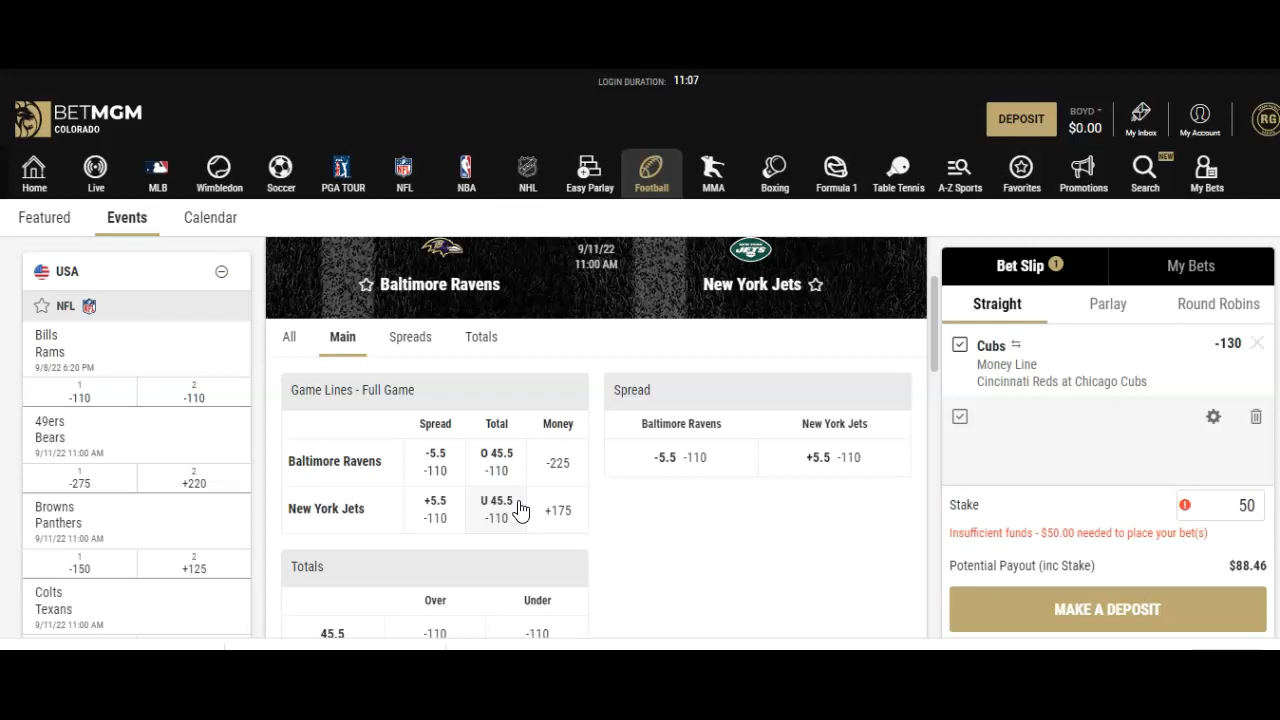 LOGIN DURATION: 11:07
BETMGM
COLORADO
DEPOSIT
BOYD
$0.00
My Inbox
My Account
RG
Home
Live
MLB
Wimbledon
Soccer
PGA TOUR
NFL
NBA
NHL
Easy Parlay
Football
MMA
Boxing
Formula 1
Table Tennis
A-Z Sports
Favorites
Promotions
NEW
Search
My Bets
Featured
Events
Calendar
USA
NFL
Bills
Rams
9/8/22 6:20 PM
1 2
-110 -110
49ers
Bears
9/11/22 11:00 AM
1 2
-275 +220
Browns
Panthers
9/11/22 11:00 AM
1 2
-150 +125
Colts
Texans
9/11/22 11:00 AM
9/11/22
11:00 AM
JETS
Baltimore Ravens
New York Jets
All Main Spreads Totals
Game Lines - Full Game
Spread Total Money
Baltimore Ravens
-5.5 O 45.5 -225
-110 -110
New York Jets
+5.5 U 45.5 +175
-110 -110
Totals
Over Under
45.5 -110 -110
Spread
Baltimore Ravens New York Jets
-5.5 -110 +5.5 -110
Bet Slip 1
My Bets
Straight Parlay Round Robins
Cubs -130
Money Line
Cincinnati Reds at Chicago Cubs
Stake 50
Insufficient funds - $50.00 needed to place your bet(s)
Potential Payout (inc Stake) $88.46
MAKE A DEPOSIT